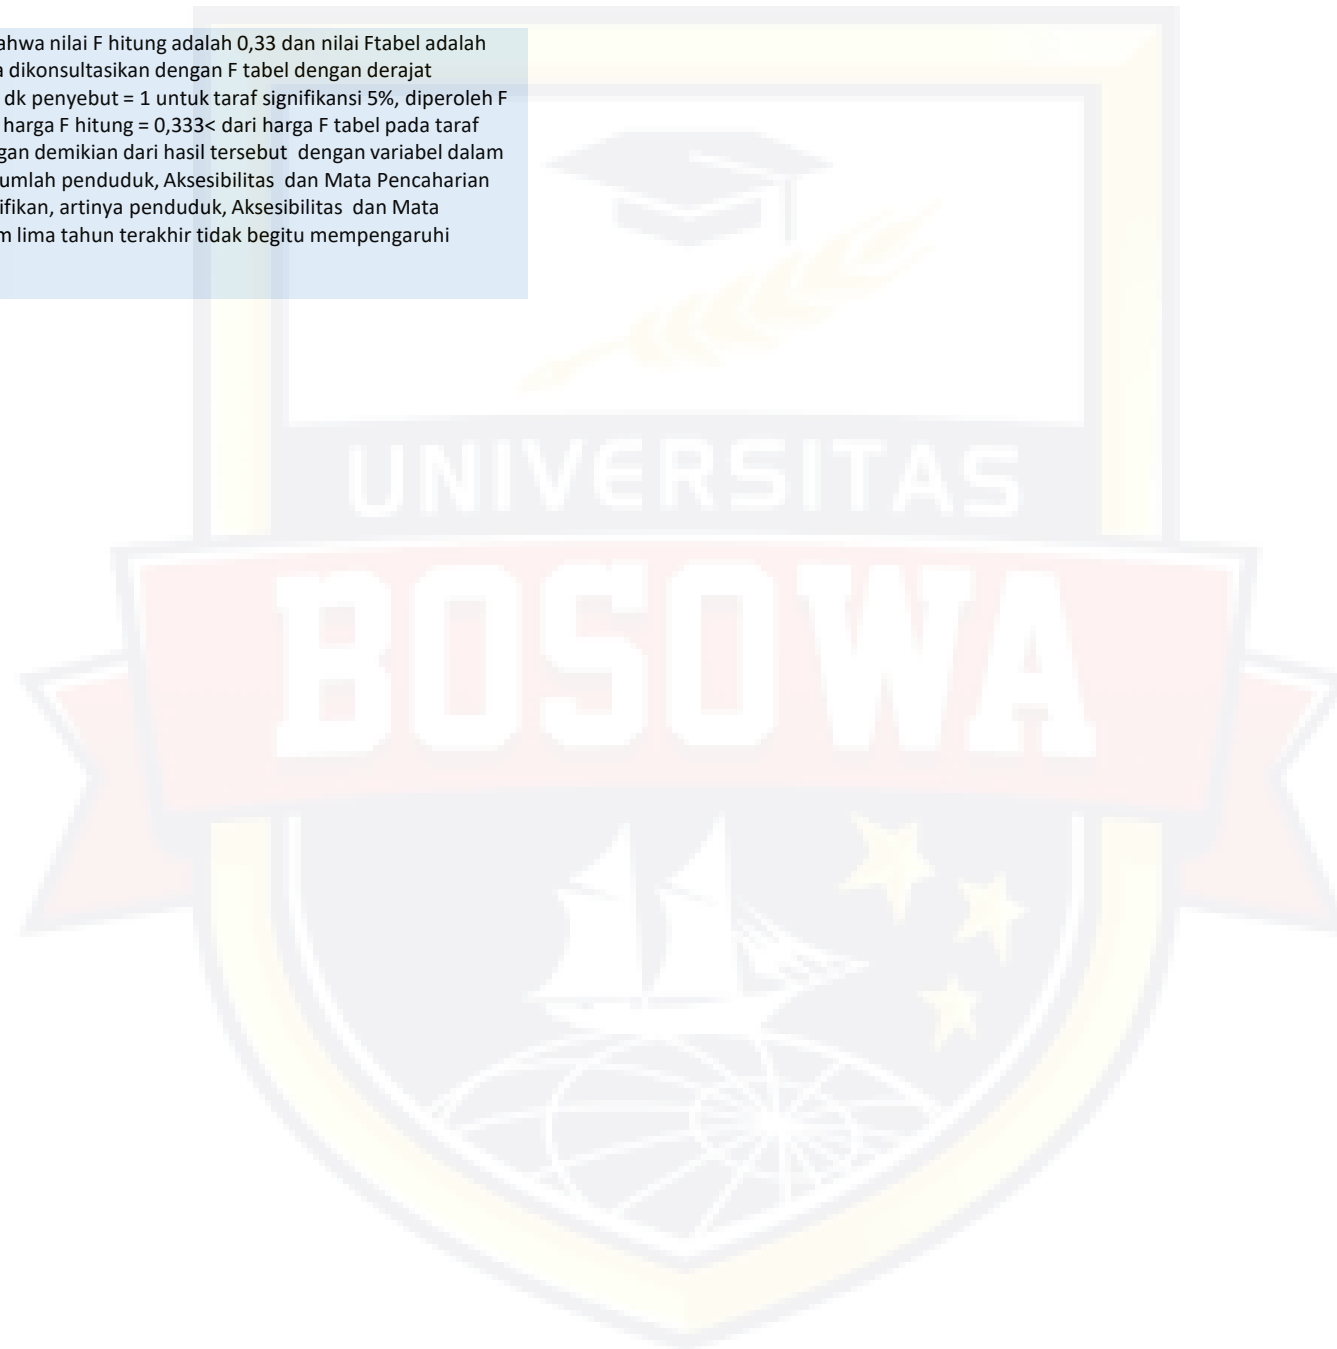 ahwa nilai F hitung adalah 0,33 dan nilai Ftabel adalah
a dikonsultasikan dengan F tabel dengan derajat
dk penyebut = 1 untuk taraf signifikansi 5%, diperoleh F
harga F hitung = 0,333< dari harga F tabel pada taraf
gan demikian dari hasil tersebut dengan variabel dalam
umlah penduduk, Aksesibilitas dan Mata Pencaharian
ifikan, artinya penduduk, Aksesibilitas dan Mata
m lima tahun terakhir tidak begitu mempengaruhi
UNIVERSITAS
BOSOWA